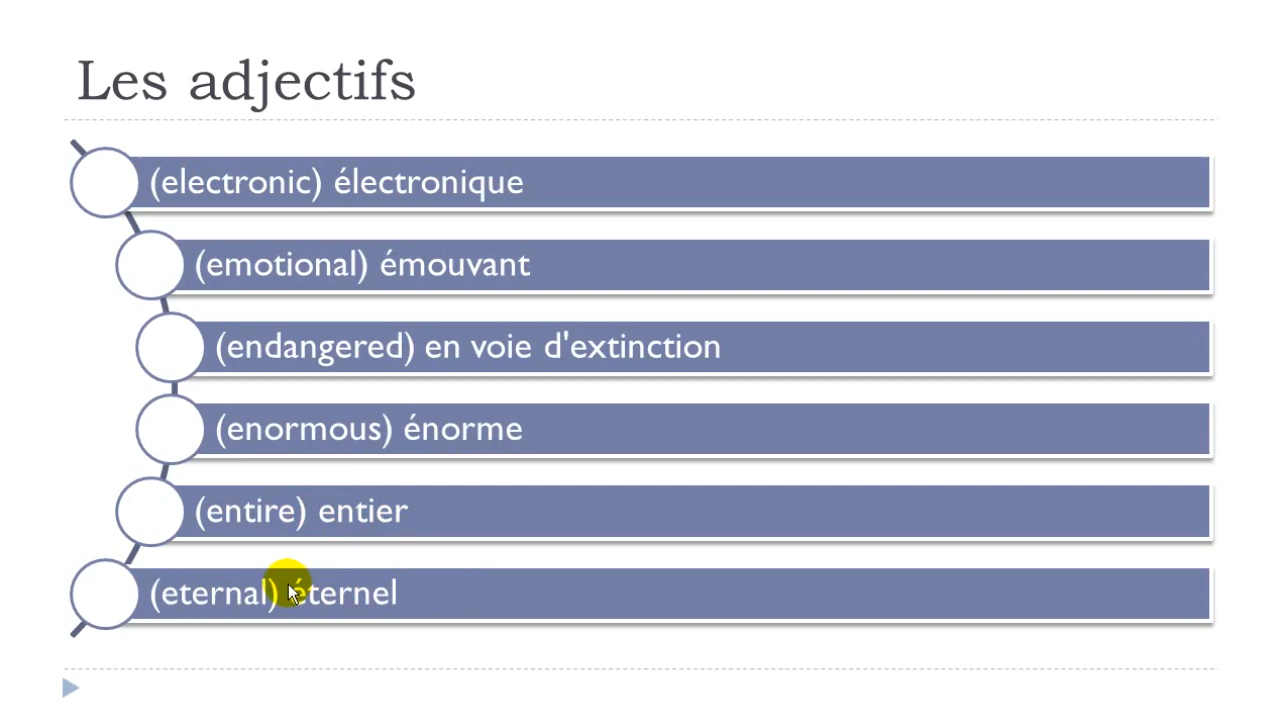 Les adjectifs
(electronic) électronique
(emotional) émouvant
(endangered) en voie d'extinction
(enormous) énorme
(entire) entier
(eternal) éternel